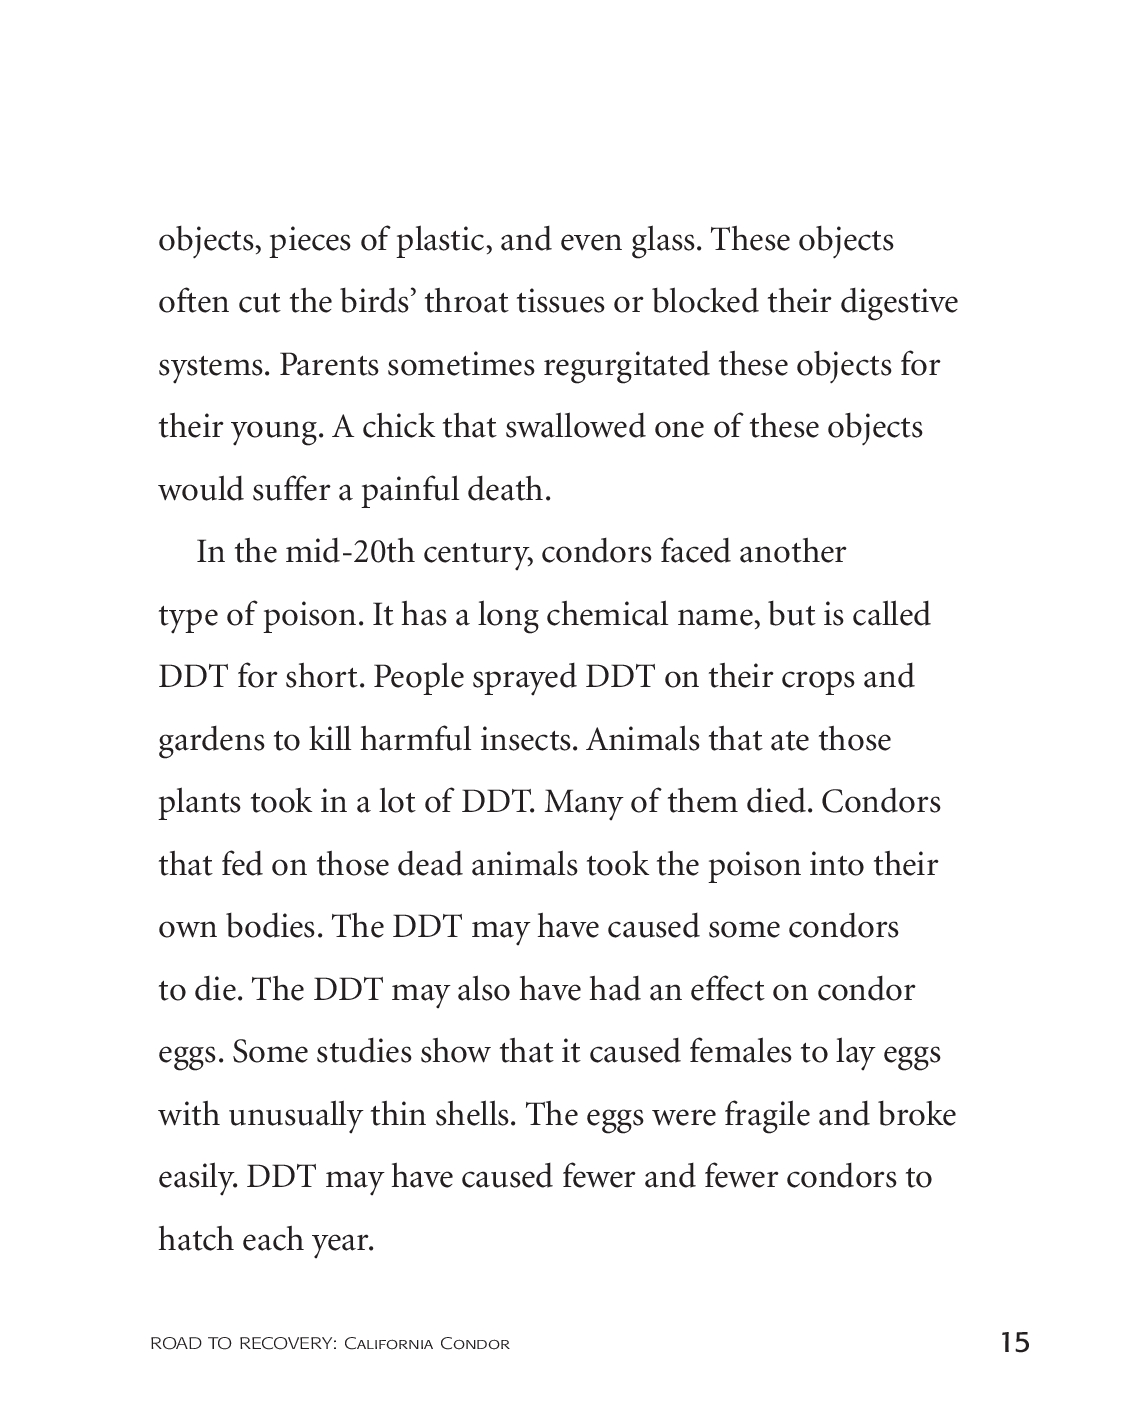 objects, pieces of plastic, and even glass. These objects
often cut the birds’ throat tissues or blocked their digestive
systems. Parents sometimes regurgitated these objects for
their young. A chick that swallowed one of these objects
would suffer a painful death.
In the mid-20th century, condors faced another
type of poison. It has a long chemical name, but is called
DDT for short. People sprayed DDT on their crops and
gardens to kill harmful insects. Animals that ate those
plants took in a lot of DDT. Many of them died. Condors
that fed on those dead animals took the poison into their
own bodies. The DDT may have caused some condors
to die. The DDT may also have had an effect on condor
eggs. Some studies show that it caused females to lay eggs
with unusually thin shells. The eggs were fragile and broke
easily. DDT may have caused fewer and fewer condors to
hatch each year.
ROAD TO RECOVERY: California Condor 15